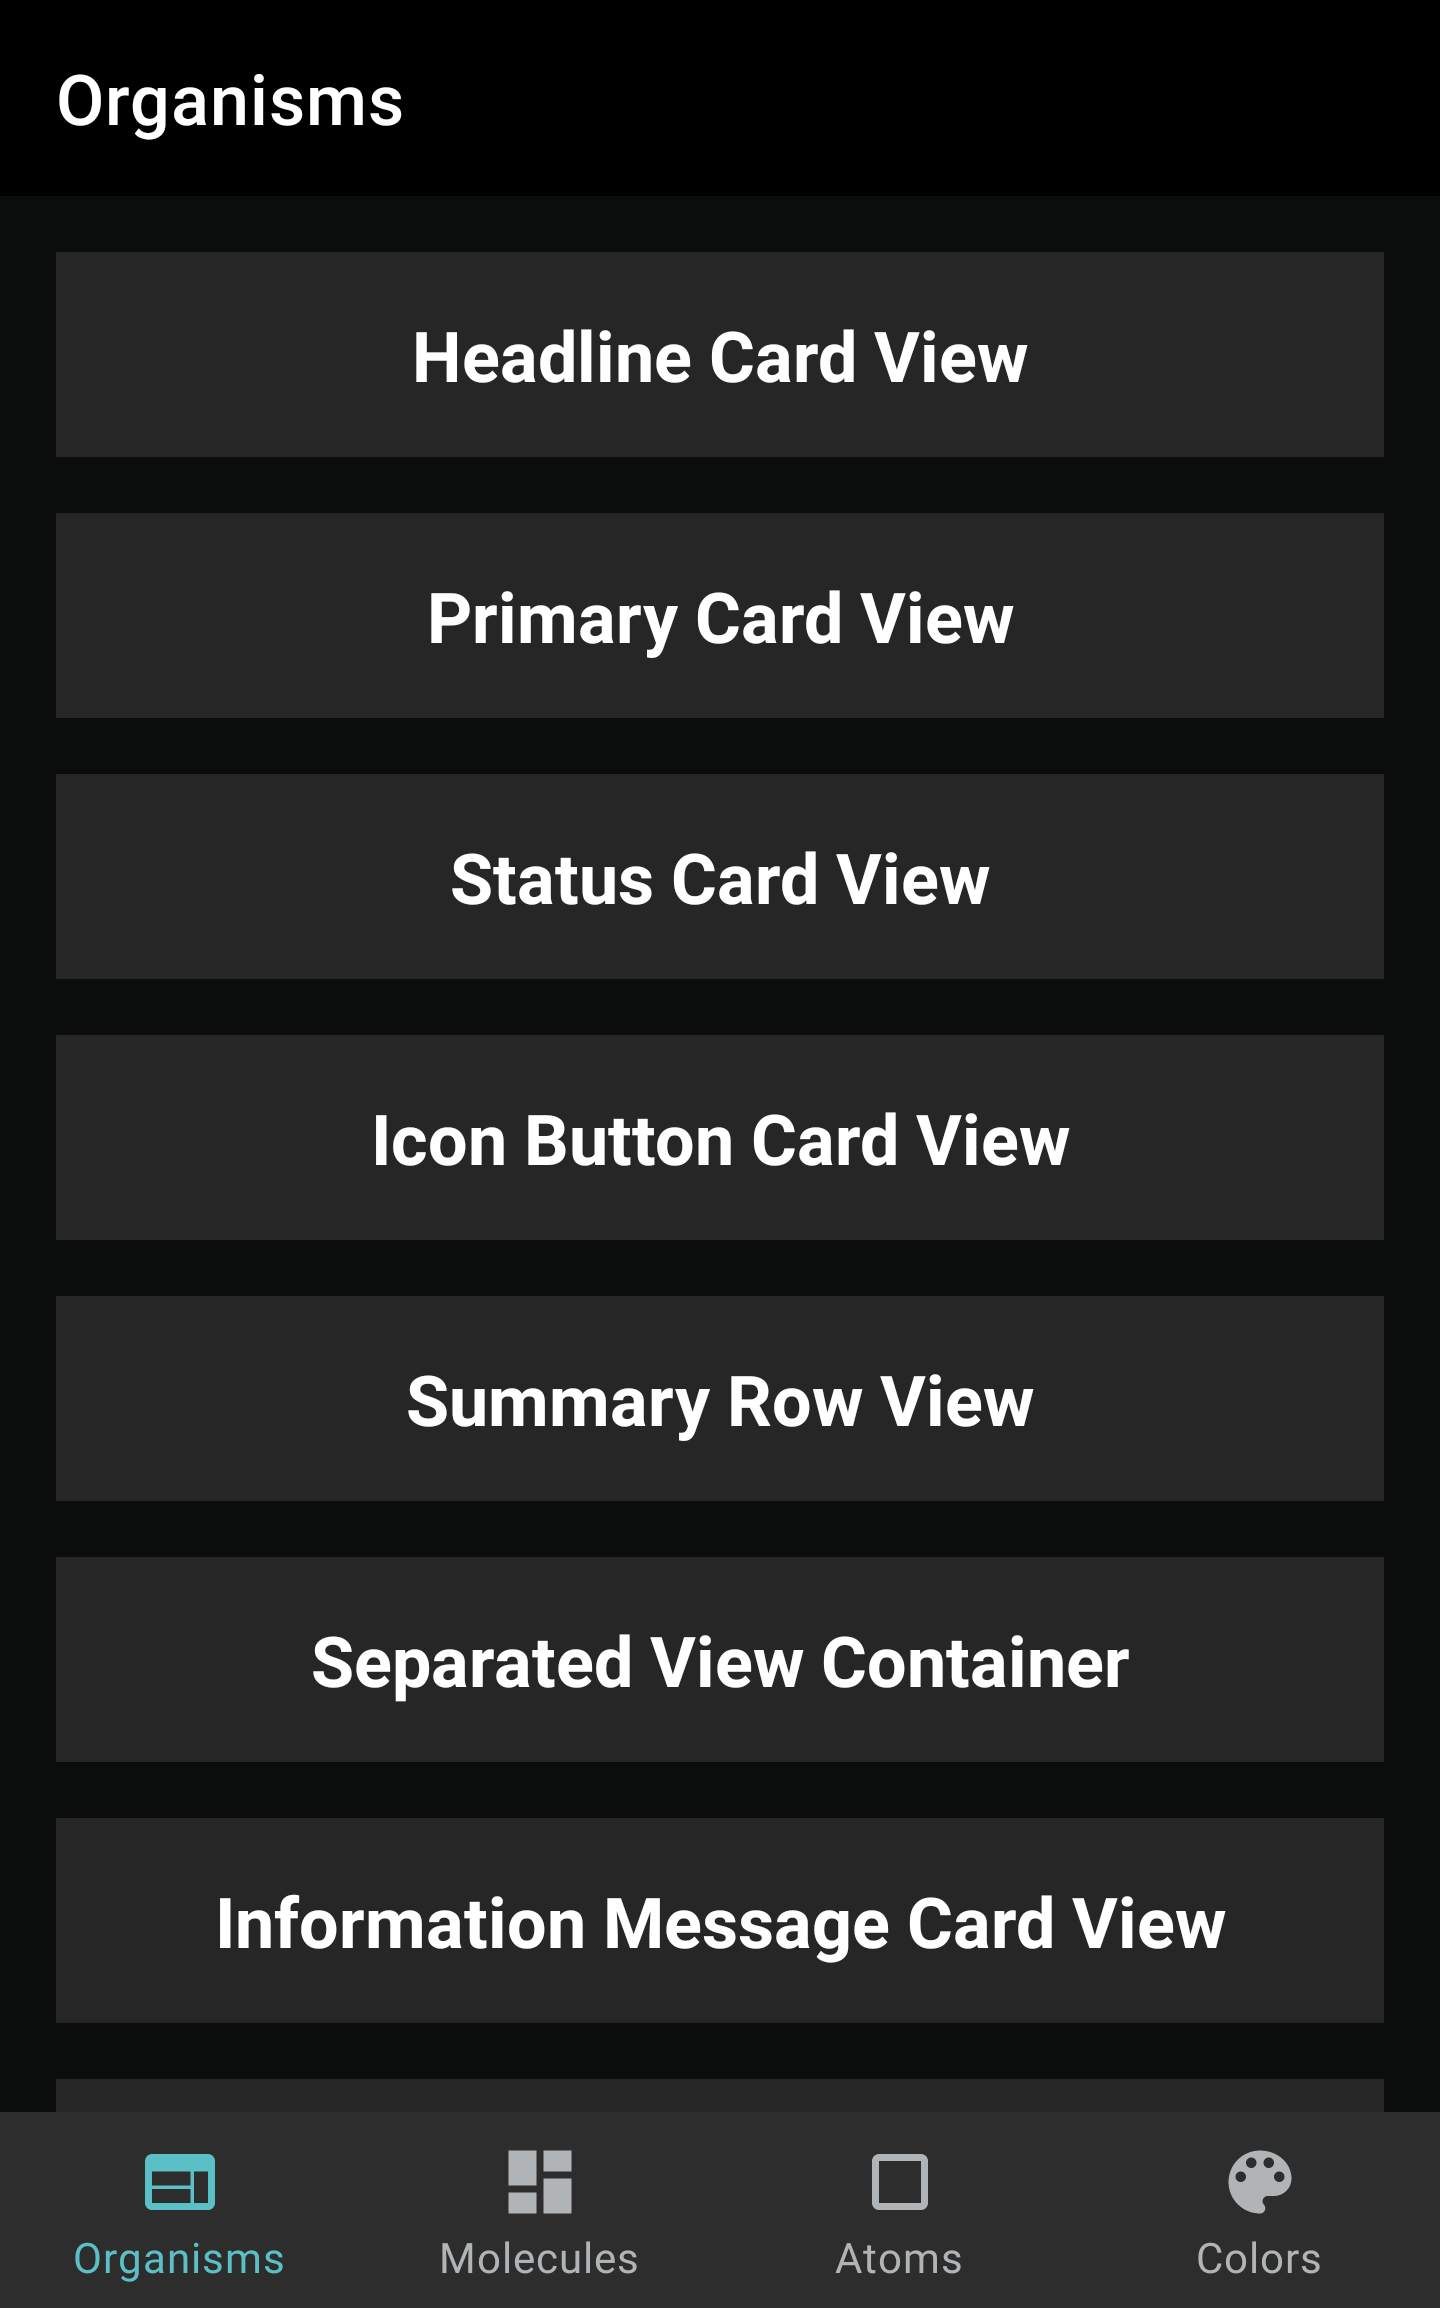 Organisms
Headline Card View
Primary Card View
Status Card View
Icon Button Card View
Summary Row View
Separated View Container
Information Message Card View
Organisms
Molecules
Atoms
Colors